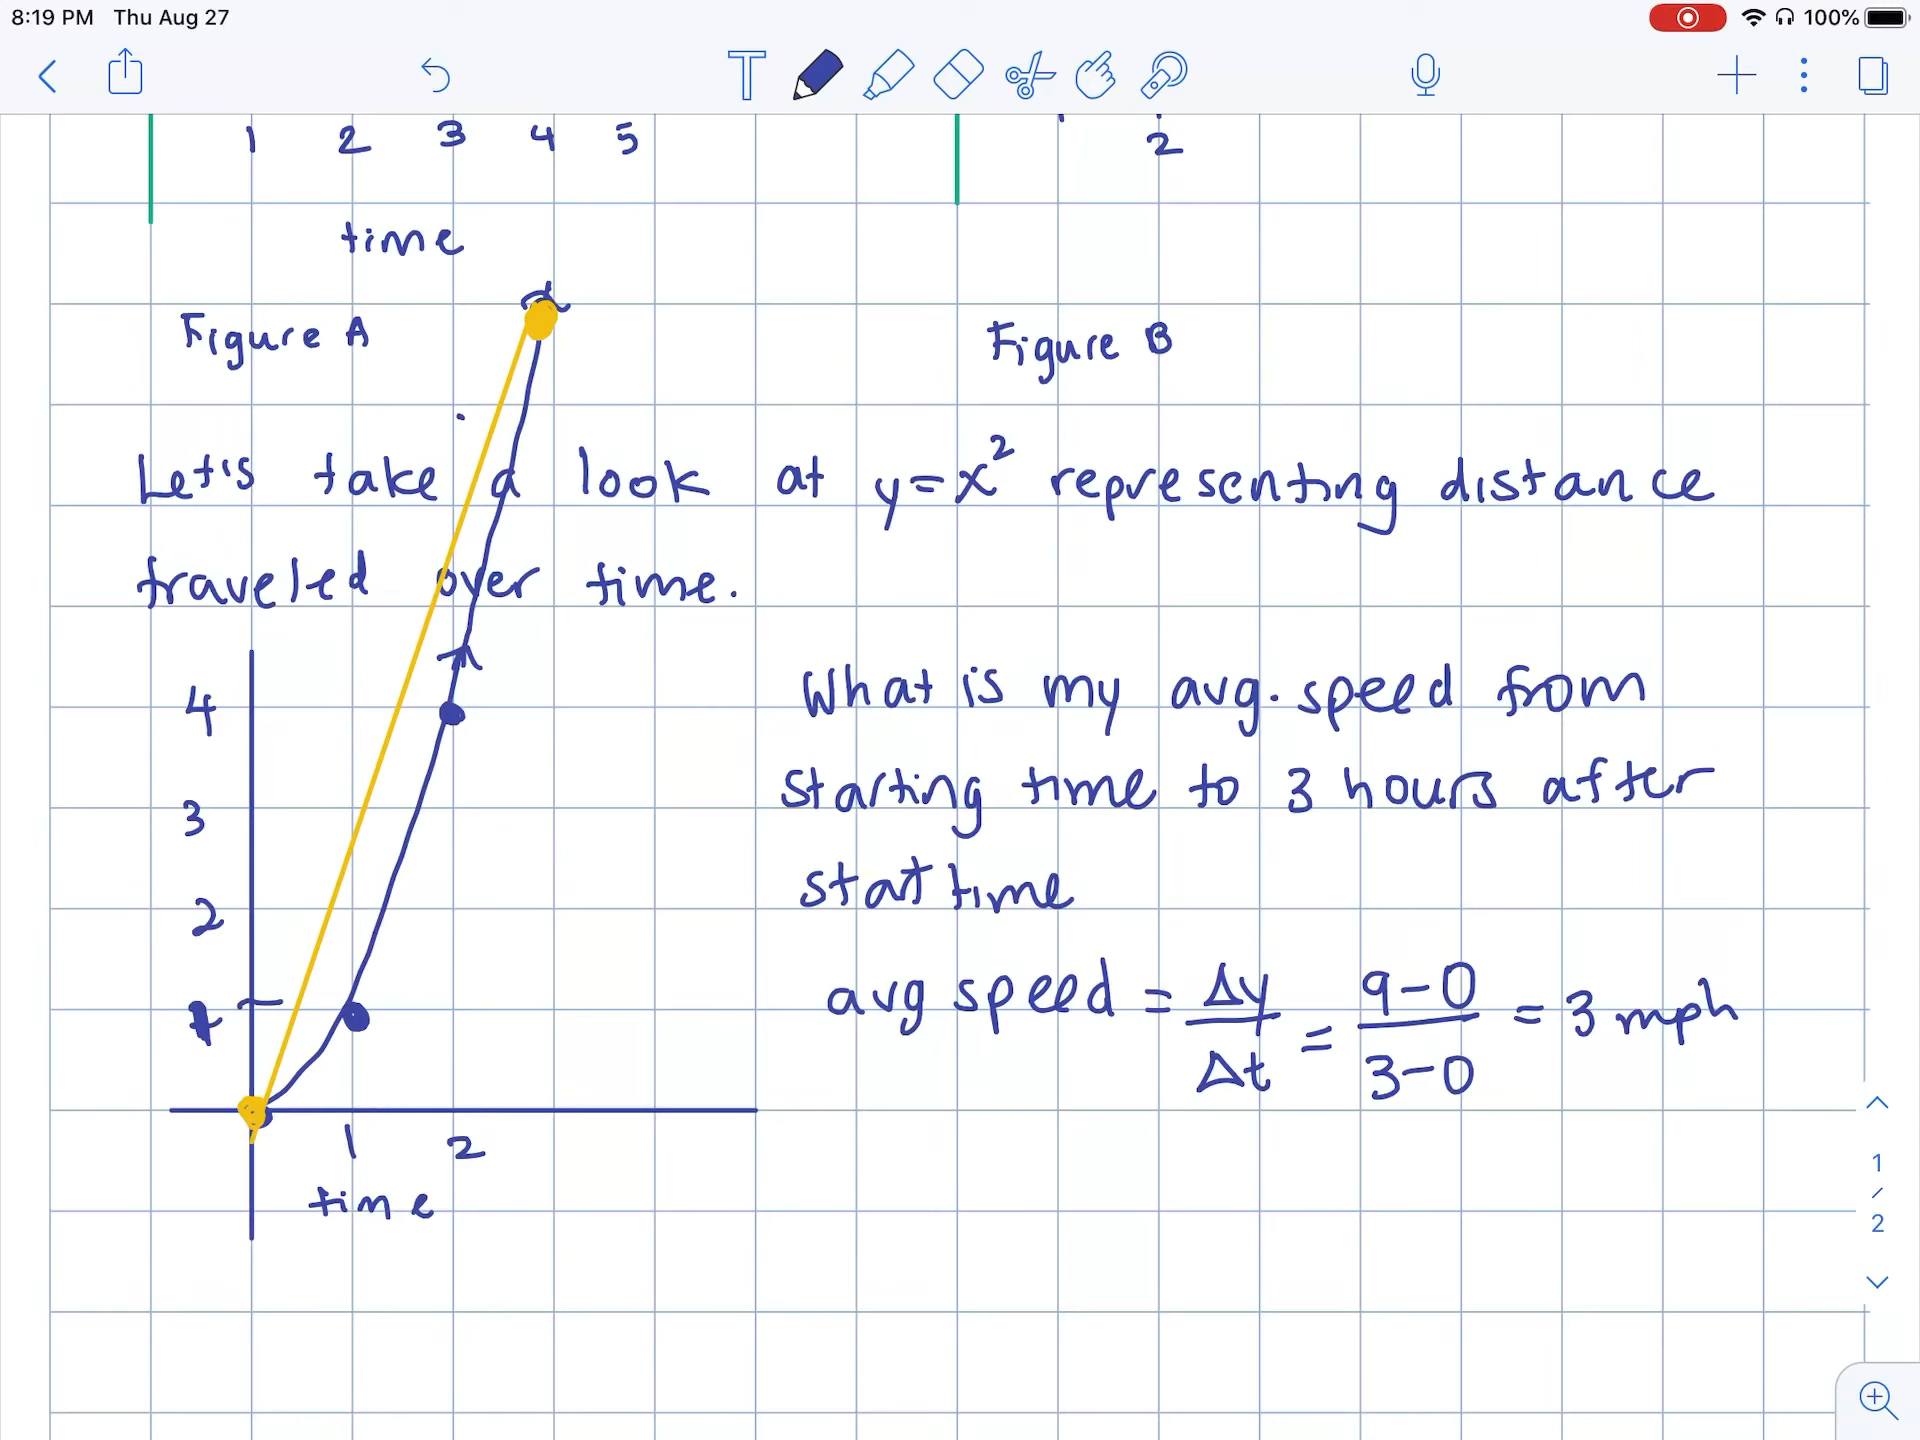 8:19 PM Thu Aug 27
100%
T
1 2 3 4 5
2
time
Figure A
Figure B
Let's take a look at y=x² representing distance
traveled over time.
What is my avg. speed from
starting time to 3 hours after
start time
avg speed = Δy/Δt = 9-0/3-0 = 3 mph
4
3
2
1
1 2
time
1
/
2